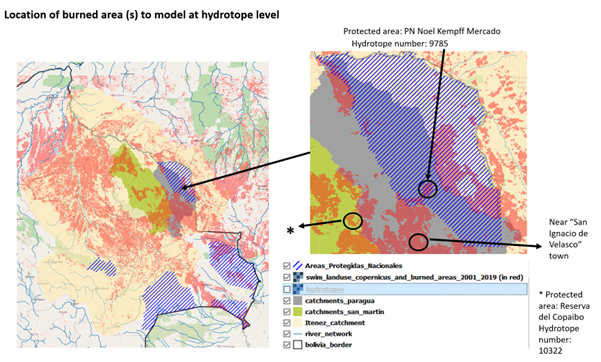 Location of burned area (s) to model at hydrotope level
Protected area: PN Noel Kempff Mercado
Hydrotope number: 9785
*
Near “San
Ignacio de
Velasco”
town
Areas_Protegidas_Nacionales
swim_landuse_copernicus_and_burned_areas_2001_2019 (in red)
hydrotopes
catchments_paragua
catchments_san_martin
Itenez_catchment
river_network
bolivia_border
* Protected
area: Reserva
del Copaibo
Hydrotope
number:
10322